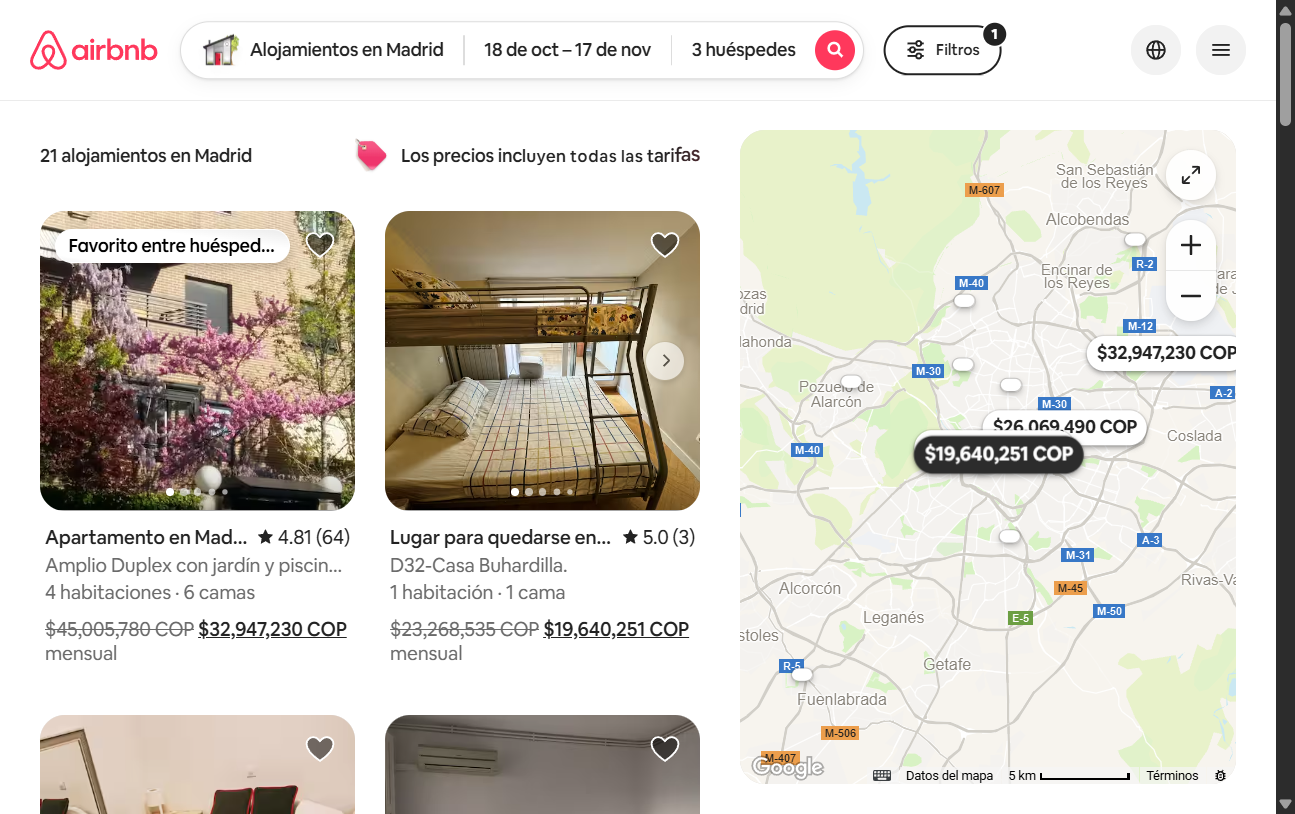 airbnb
Alojamientos en Madrid
18 de oct – 17 de nov
3 huéspedes
Filtros
1
21 alojamientos en Madrid
Los precios incluyen todas las tarifas
Favorito entre huésped...
Apartamento en Mad... ★ 4.81 (64)
Amplio Duplex con jardín y piscin...
4 habitaciones · 6 camas
$45,005,780 COP $32,947,230 COP
mensual
Lugar para quedarse en... ★ 5.0 (3)
D32-Casa Buhardilla.
1 habitación · 1 cama
$23,268,535 COP $19,640,251 COP
mensual
M-607
San Sebastián
de los Reyes
Alcobendas
R-2
Encinar de
los Reyes
M-40
M-12
$32,947,230 COP
M-30
A-2
Pozuelo de
Alarcón
M-30
$26,069,490 COP
Coslada
M-40
$19,640,251 COP
A-3
M-31
Alcorcón
M-45
Rivas-Va
M-50
Leganés
E-5
Getafe
R-5
Fuenlabrada
M-506
M-407
Google
Datos del mapa
5 km
Términos